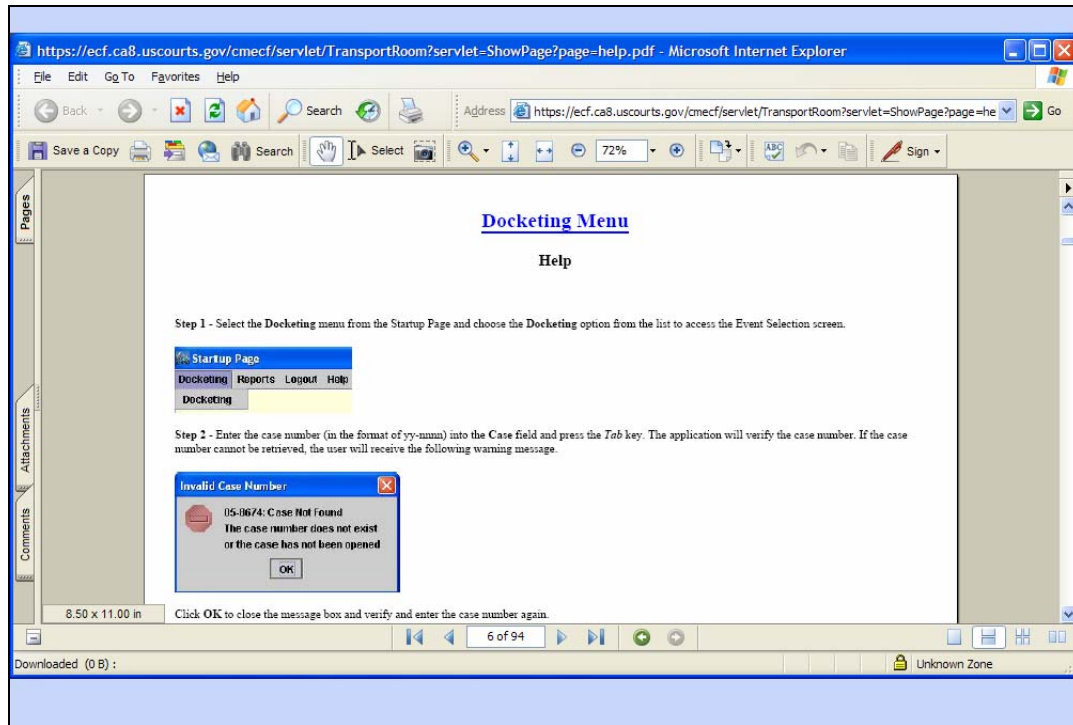 https://ecf.ca8.uscourts.gov/cmecf/servlet/TransportRoom?servlet=ShowPage?page=help.pdf - Microsoft Internet Explorer
File Edit Go To Favorites Help
Back Search Address https://ecf.ca8.uscourts.gov/cmecf/servlet/TransportRoom?servlet=ShowPage?page=he Go
Save a Copy Search Select 72% ABC Sign
Pages
Attachments
Comments
Docketing Menu
Help
Step 1 - Select the Docketing menu from the Startup Page and choose the Docketing option from the list to access the Event Selection screen.
Startup Page
Docketing Reports Logout Help
Docketing
Step 2 - Enter the case number (in the format of yy-nnnn) into the Case field and press the Tab key. The application will verify the case number. If the case
number cannot be retrieved, the user will receive the following warning message.
Invalid Case Number
05-8674: Case Not Found
The case number does not exist
or the case has not been opened
OK
Click OK to close the message box and verify and enter the case number again.
8.50 x 11.00 in
6 of 94
Downloaded (0 B) :
Unknown Zone